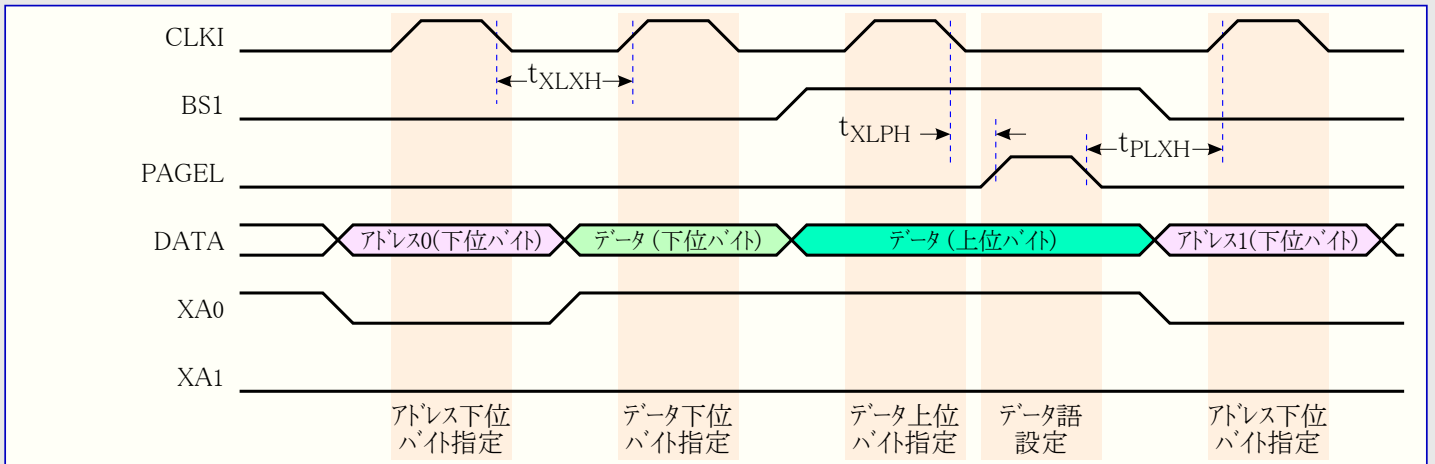 CLKI
tXLXH
BS1
tXLPH
tPLXH
PAGEL
DATA
アドレス0(下位バイト)
データ (下位バイト)
データ (上位バイト)
アドレス1(下位バイト)
XA0
XA1
アドレス下位
バイト指定
データ下位
バイト指定
データ上位
バイト指定
データ語
設定
アドレス下位
バイト指定